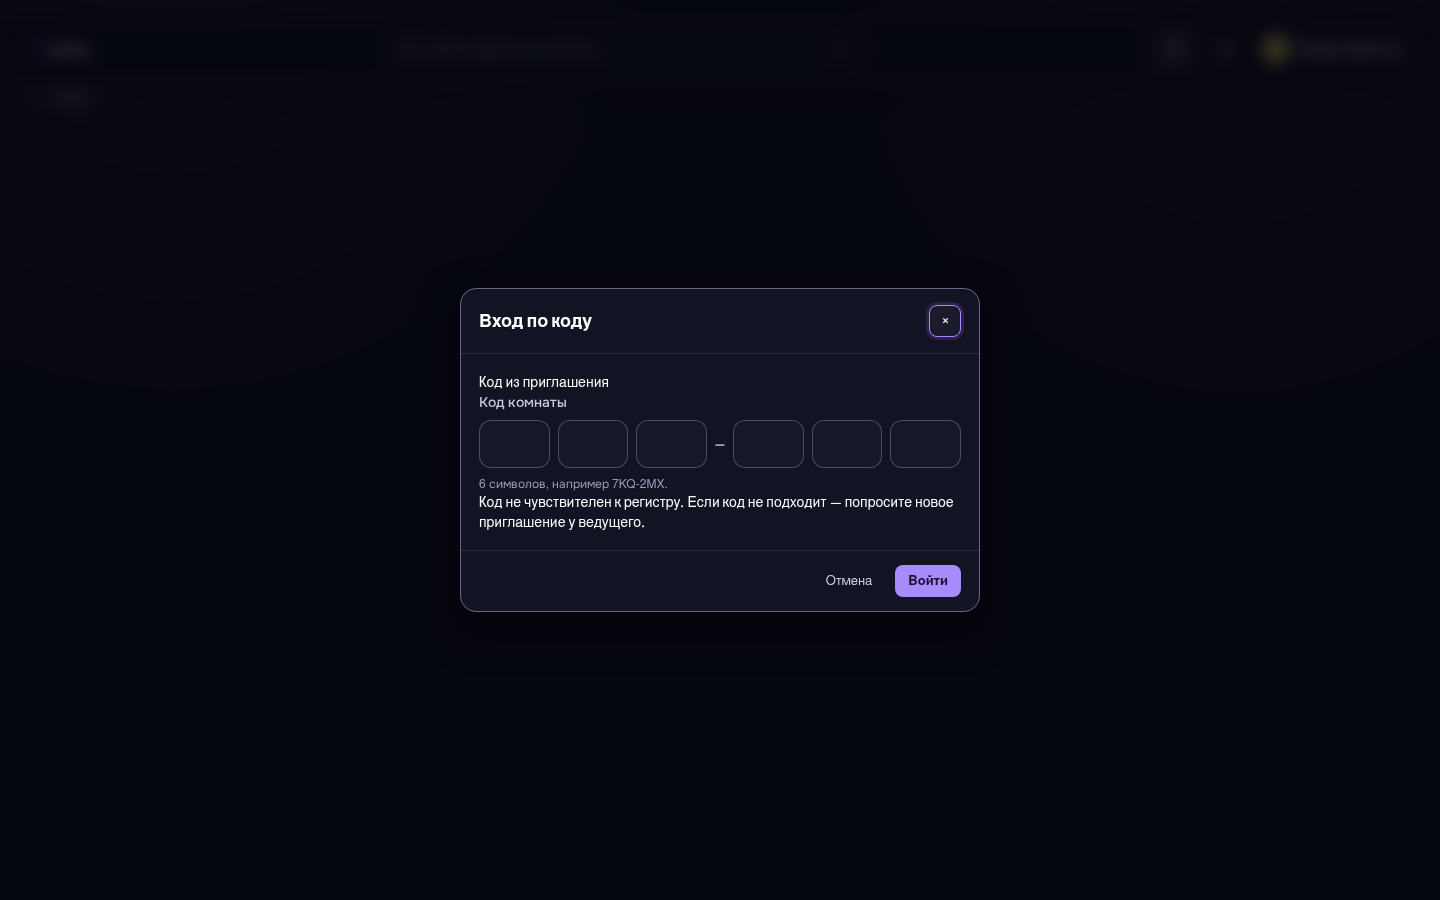 Вход по коду
×
Код из приглашения
Код комнаты
–
6 символов, например 7KQ-2MX.
Код не чувствителен к регистру. Если код не подходит — попросите новое
приглашение у ведущего.
Отмена
Войти